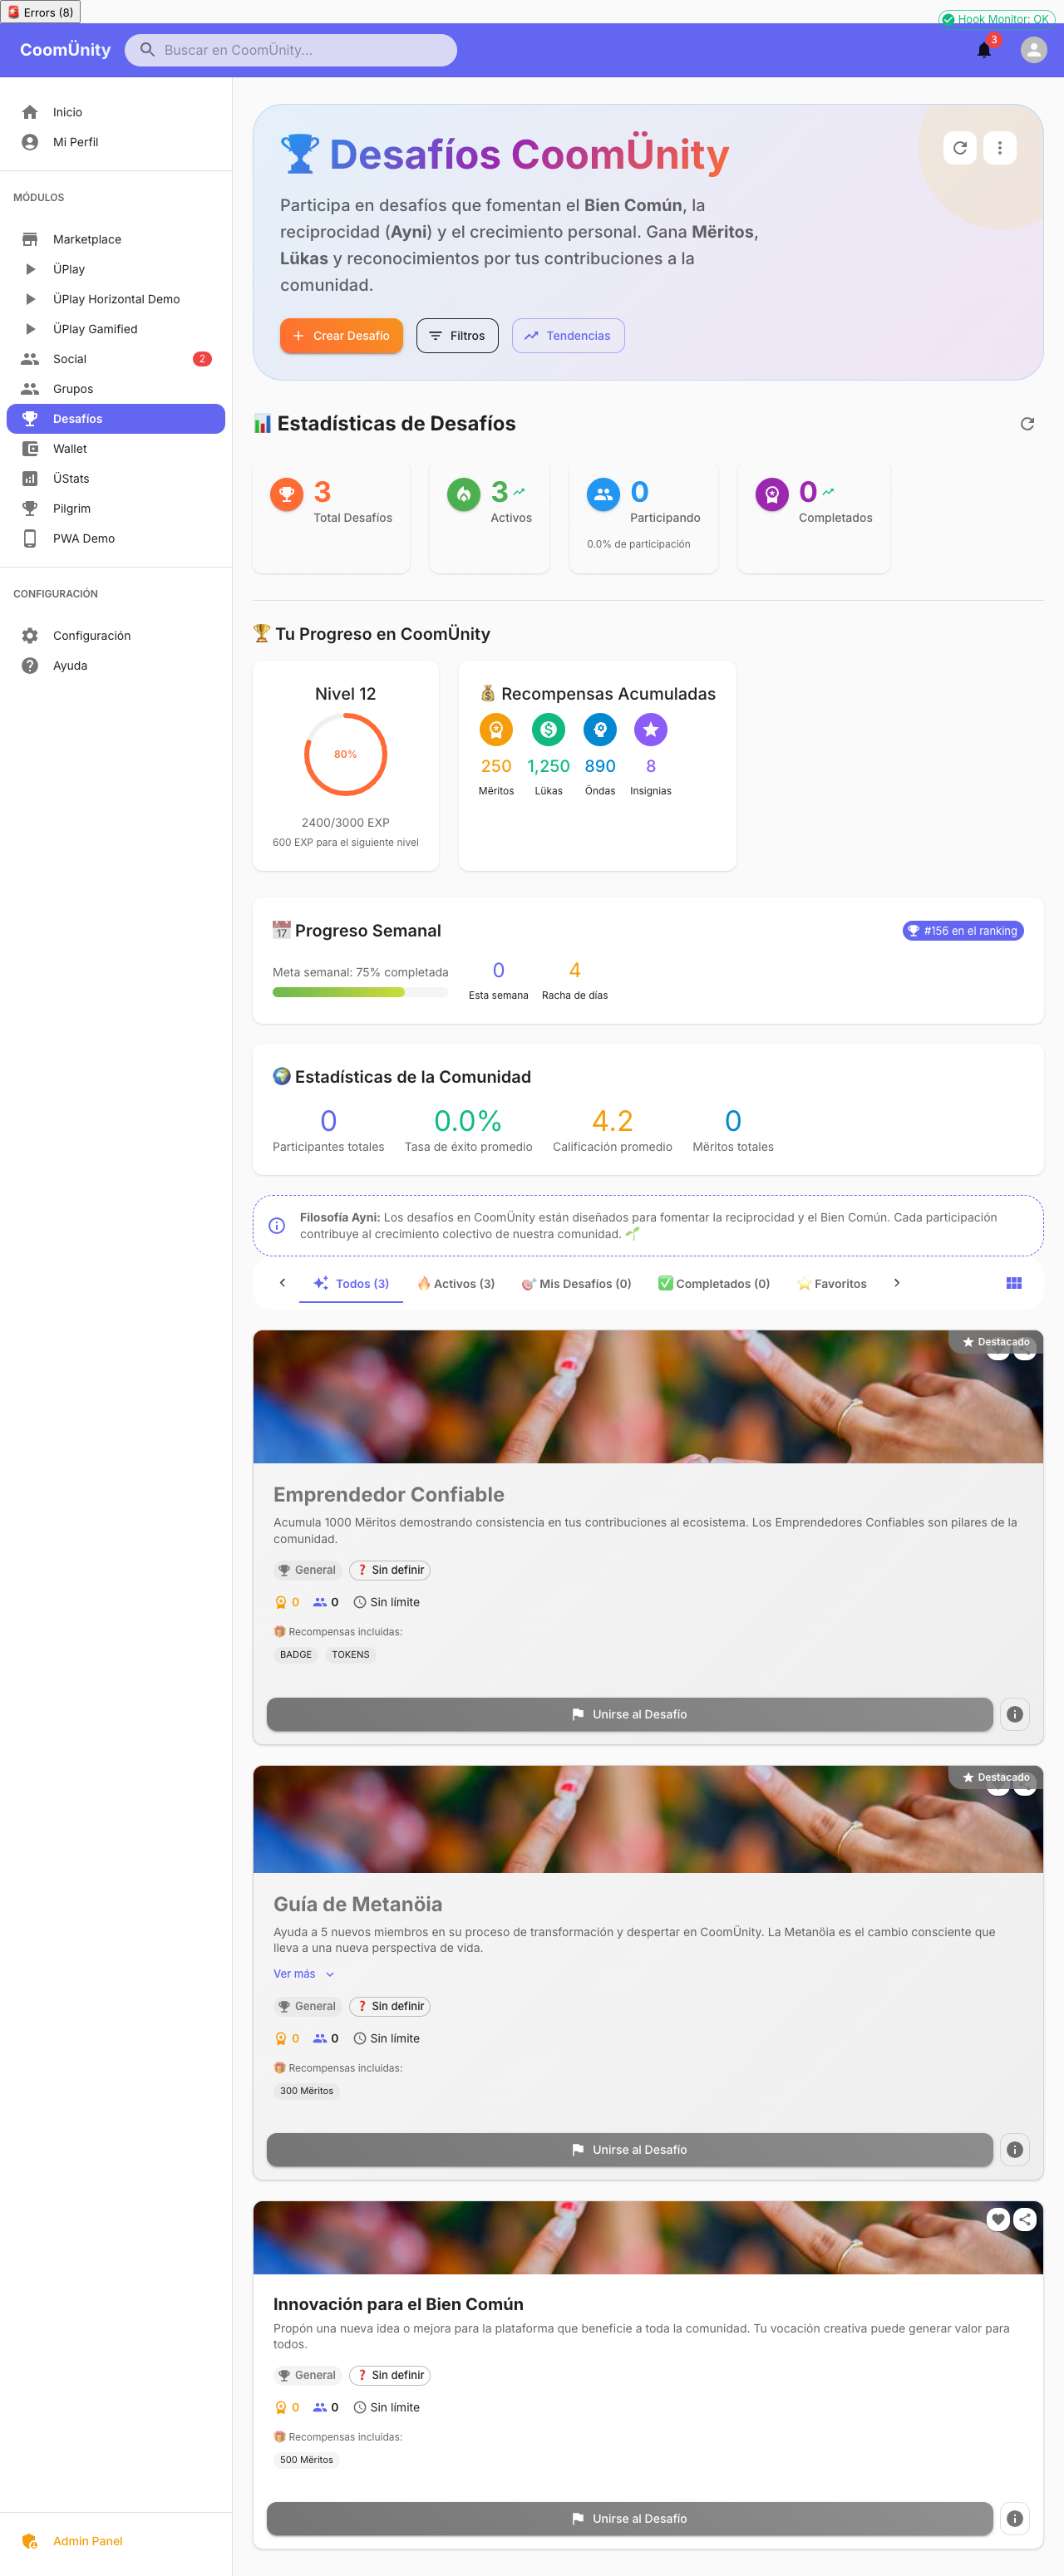 Errors (8)
Hook Monitor: OK
CoomÜnity
Buscar en CoomÜnity...
3
Inicio
Mi Perfil
MÓDULOS
Marketplace
ÜPlay
ÜPlay Horizontal Demo
ÜPlay Gamified
Social
2
Grupos
Desafíos
Wallet
ÜStats
Pilgrim
PWA Demo
CONFIGURACIÓN
Configuración
Ayuda
Admin Panel
Desafíos CoomÜnity
Participa en desafíos que fomentan el Bien Común, la
reciprocidad (Ayni) y el crecimiento personal. Gana Mëritos,
Lükas y reconocimientos por tus contribuciones a la
comunidad.
Crear Desafío
Filtros
Tendencias
Estadísticas de Desafíos
3
Total Desafíos
3
Activos
0
Participando
0.0% de participación
0
Completados
Tu Progreso en CoomÜnity
Nivel 12
80%
2400/3000 EXP
600 EXP para el siguiente nivel
Recompensas Acumuladas
250
Mëritos
1,250
Lükas
890
Öndas
8
Insignias
Progreso Semanal
#156 en el ranking
Meta semanal: 75% completada
0
Esta semana
4
Racha de días
Estadísticas de la Comunidad
0
Participantes totales
0.0%
Tasa de éxito promedio
4.2
Calificación promedio
0
Mëritos totales
Filosofía Ayni: Los desafíos en CoomÜnity están diseñados para fomentar la reciprocidad y el Bien Común. Cada participación
contribuye al crecimiento colectivo de nuestra comunidad.
Todos (3)
Activos (3)
Mis Desafíos (0)
Completados (0)
Favoritos
Destacado
Emprendedor Confiable
Acumula 1000 Mëritos demostrando consistencia en tus contribuciones al ecosistema. Los Emprendedores Confiables son pilares de la
comunidad.
General
Sin definir
0
0
Sin límite
Recompensas incluidas:
BADGE
TOKENS
Unirse al Desafío
Destacado
Guía de Metanöia
Ayuda a 5 nuevos miembros en su proceso de transformación y despertar en CoomÜnity. La Metanöia es el cambio consciente que
lleva a una nueva perspectiva de vida.
Ver más
General
Sin definir
0
0
Sin límite
Recompensas incluidas:
300 Mëritos
Unirse al Desafío
Innovación para el Bien Común
Propón una nueva idea o mejora para la plataforma que beneficie a toda la comunidad. Tu vocación creativa puede generar valor para
todos.
General
Sin definir
0
0
Sin límite
Recompensas incluidas:
500 Mëritos
Unirse al Desafío